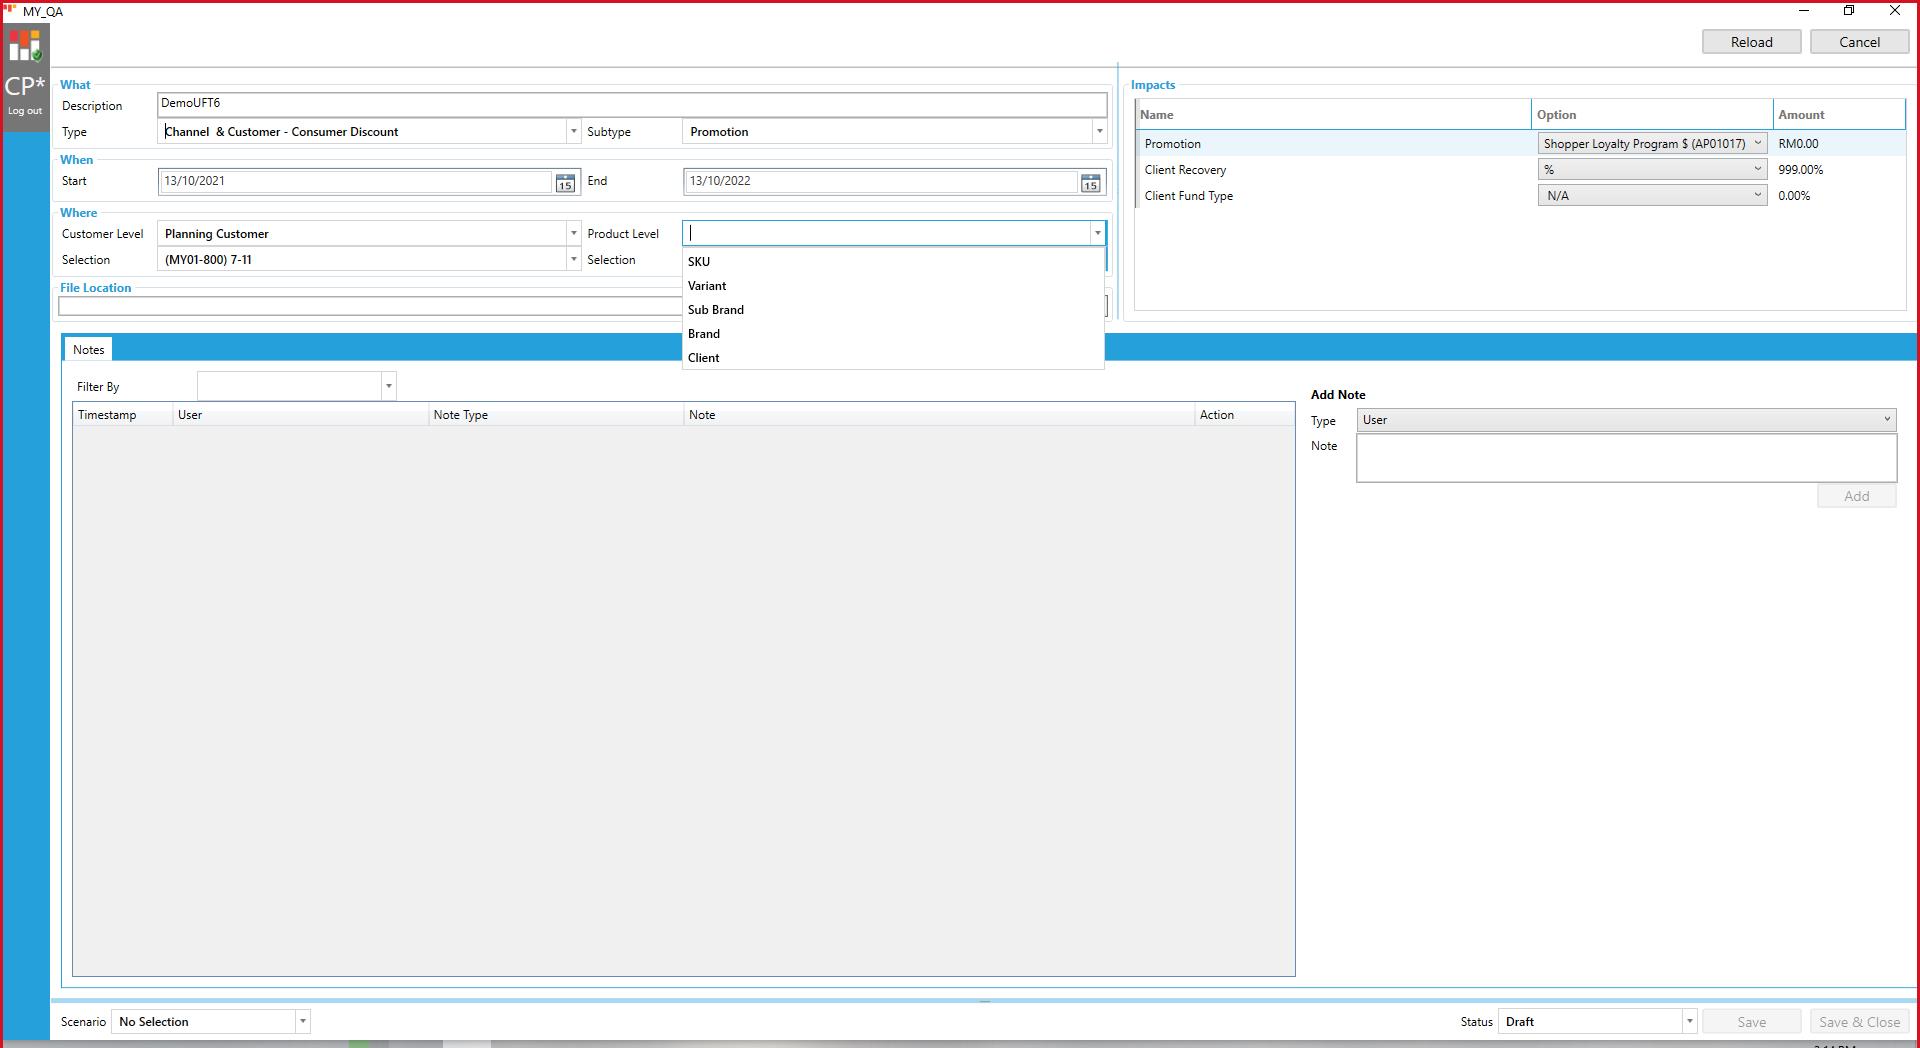 MY_QA
Reload Cancel
CP*
Log out
What
Description DemoUFT6
Type Channel & Customer - Consumer Discount Subtype Promotion
When
Start 13/10/2021 15 End 13/10/2022 15
Where
Customer Level Planning Customer Product Level
Selection (MY01-800) 7-11 Selection
SKU
Variant
Sub Brand
Brand
Client
File Location
Impacts
Name Option Amount
Promotion Shopper Loyalty Program $ (AP01017) RM0.00
Client Recovery % 999.00%
Client Fund Type N/A 0.00%
Notes
Filter By
Timestamp User Note Type Note Action
Add Note
Type User
Note
Add
Scenario No Selection Status Draft Save Save & Close